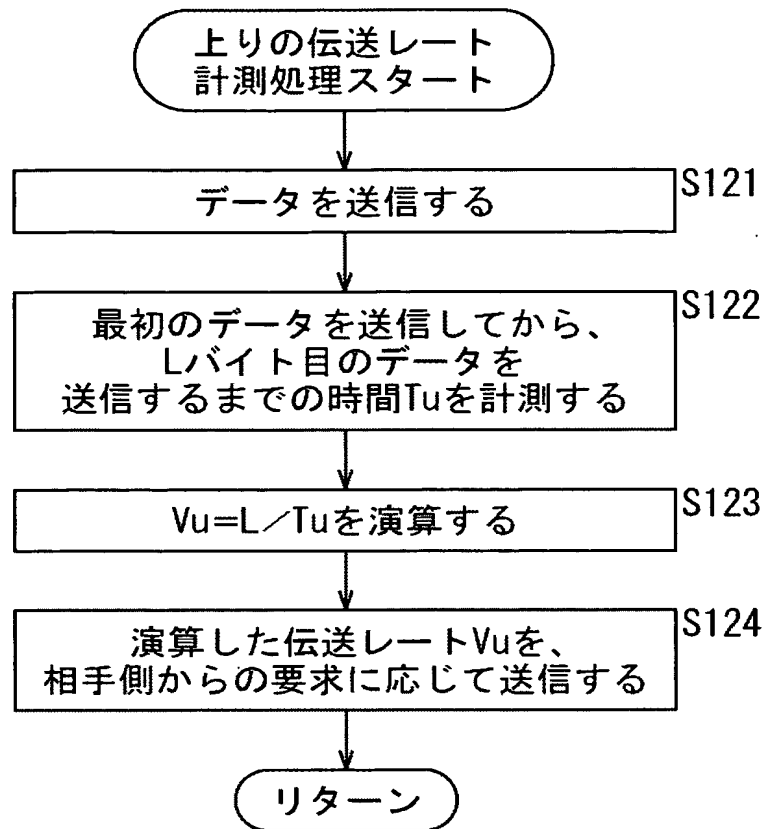 上りの伝送レート
計測処理スタート
データを送信する
S121
最初のデータを送信してから、
Lバイト目のデータを
送信するまでの時間Tuを計測する
S122
Vu=L／Tuを演算する
S123
演算した伝送レートVuを、
相手側からの要求に応じて送信する
S124
リターン